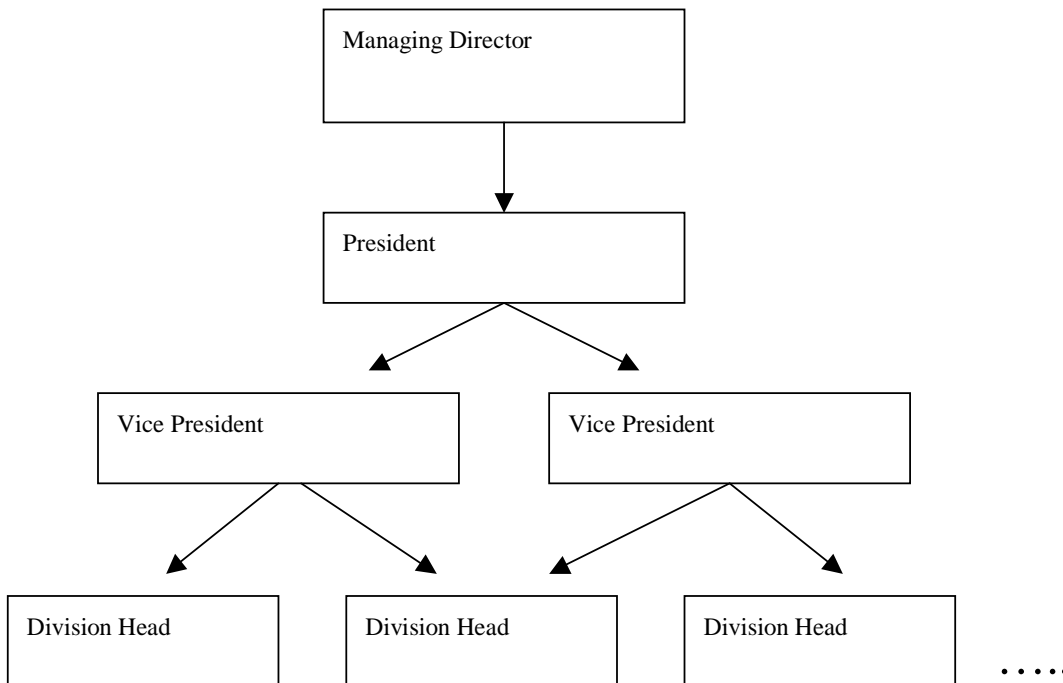 Managing Director
President
Vice President
Vice President
Division Head
Division Head
Division Head
.....